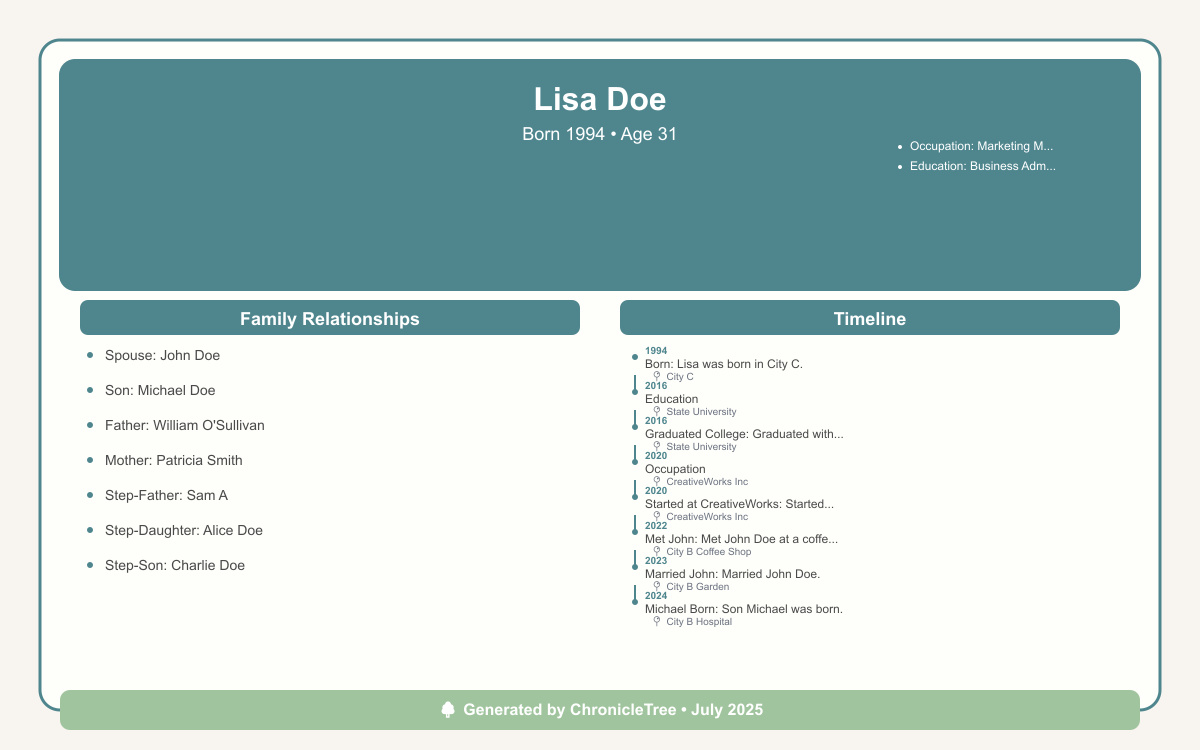 Lisa Doe
Born 1994 • Age 31
• Occupation: Marketing M...
• Education: Business Adm...
Family Relationships
• Spouse: John Doe
• Son: Michael Doe
• Father: William O'Sullivan
• Mother: Patricia Smith
• Step-Father: Sam A
• Step-Daughter: Alice Doe
• Step-Son: Charlie Doe
Timeline
1994
Born: Lisa was born in City C.
City C
2016
Education
State University
2016
Graduated College: Graduated with...
State University
2020
Occupation
CreativeWorks Inc
2020
Started at CreativeWorks: Started...
CreativeWorks Inc
2022
Met John: Met John Doe at a coffe...
City B Coffee Shop
2023
Married John: Married John Doe.
City B Garden
2024
Michael Born: Son Michael was born.
City B Hospital
Generated by ChronicleTree • July 2025